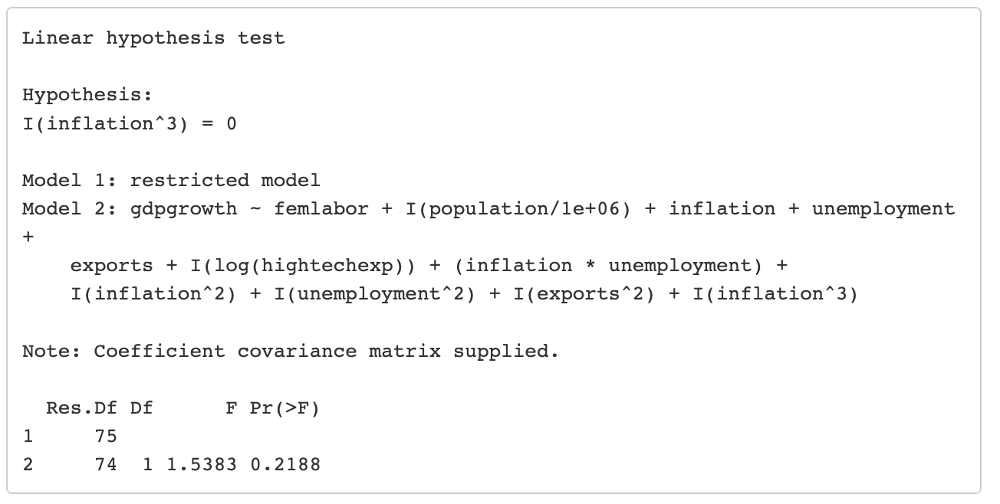 Linear hypothesis test

Hypothesis:
I(inflation^3) = 0

Model 1: restricted model
Model 2: gdpgrowth ~ femlabor + I(population/1e+06) + inflation + unemployment
+
    exports + I(log(hightechexp)) + (inflation * unemployment) +
    I(inflation^2) + I(unemployment^2) + I(exports^2) + I(inflation^3)

Note: Coefficient covariance matrix supplied.

  Res.Df Df      F Pr(>F)
1     75
2     74  1 1.5383 0.2188